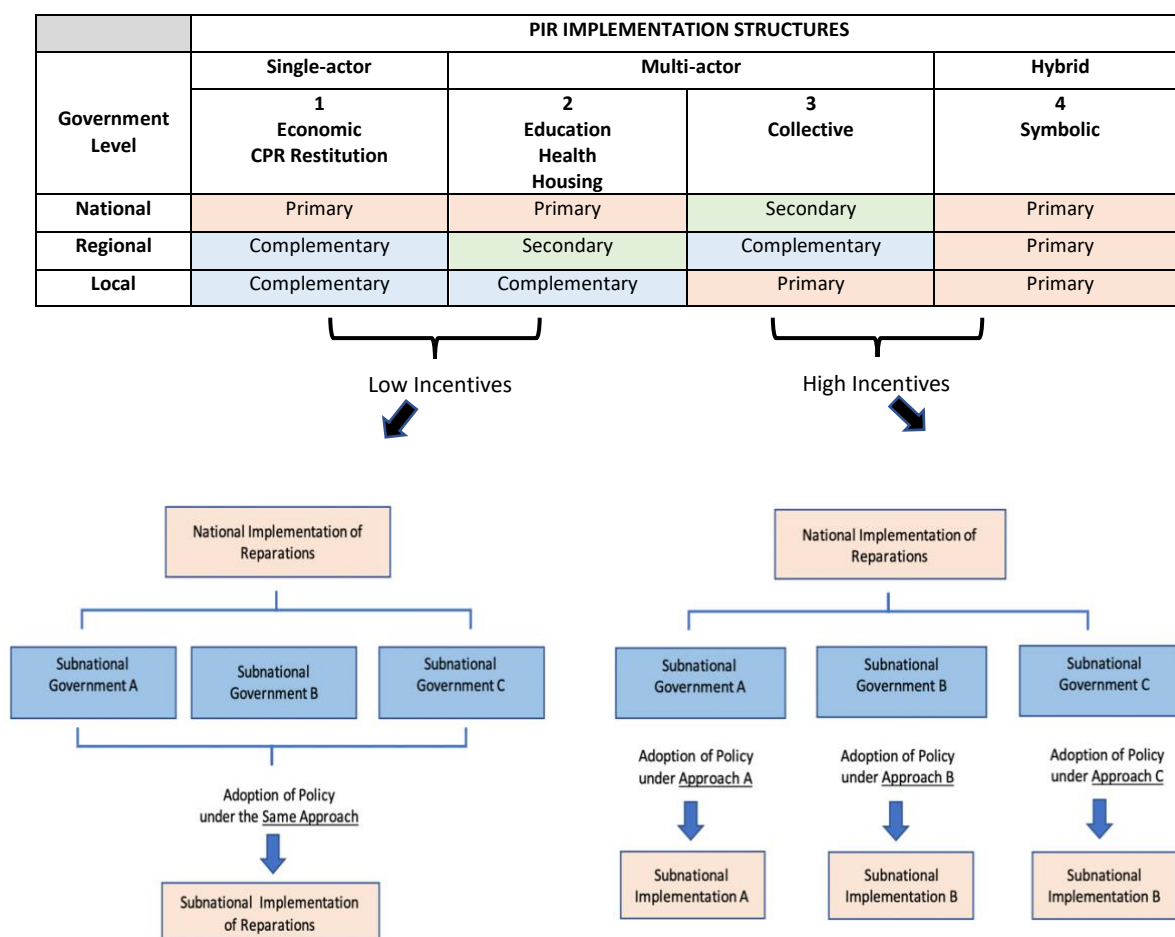 PIR IMPLEMENTATION STRUCTURES
Government
Level
Single-actor
Multi-actor
Hybrid
1
Economic
CPR Restitution
2
Education
Health
Housing
3
Collective
4
Symbolic
National
Primary
Primary
Secondary
Primary
Regional
Complementary
Secondary
Complementary
Primary
Local
Complementary
Complementary
Primary
Primary
Low Incentives
High Incentives
National Implementation of
Reparations
Subnational
Government A
Subnational
Government B
Subnational
Government C
Adoption of Policy
under the Same Approach
Subnational Implementation
of Reparations
National Implementation of
Reparations
Subnational
Government A
Subnational
Government B
Subnational
Government C
Adoption of Policy
under Approach A
Adoption of Policy
under Approach B
Adoption of Policy
under Approach C
Subnational
Implementation A
Subnational
Implementation B
Subnational
Implementation B